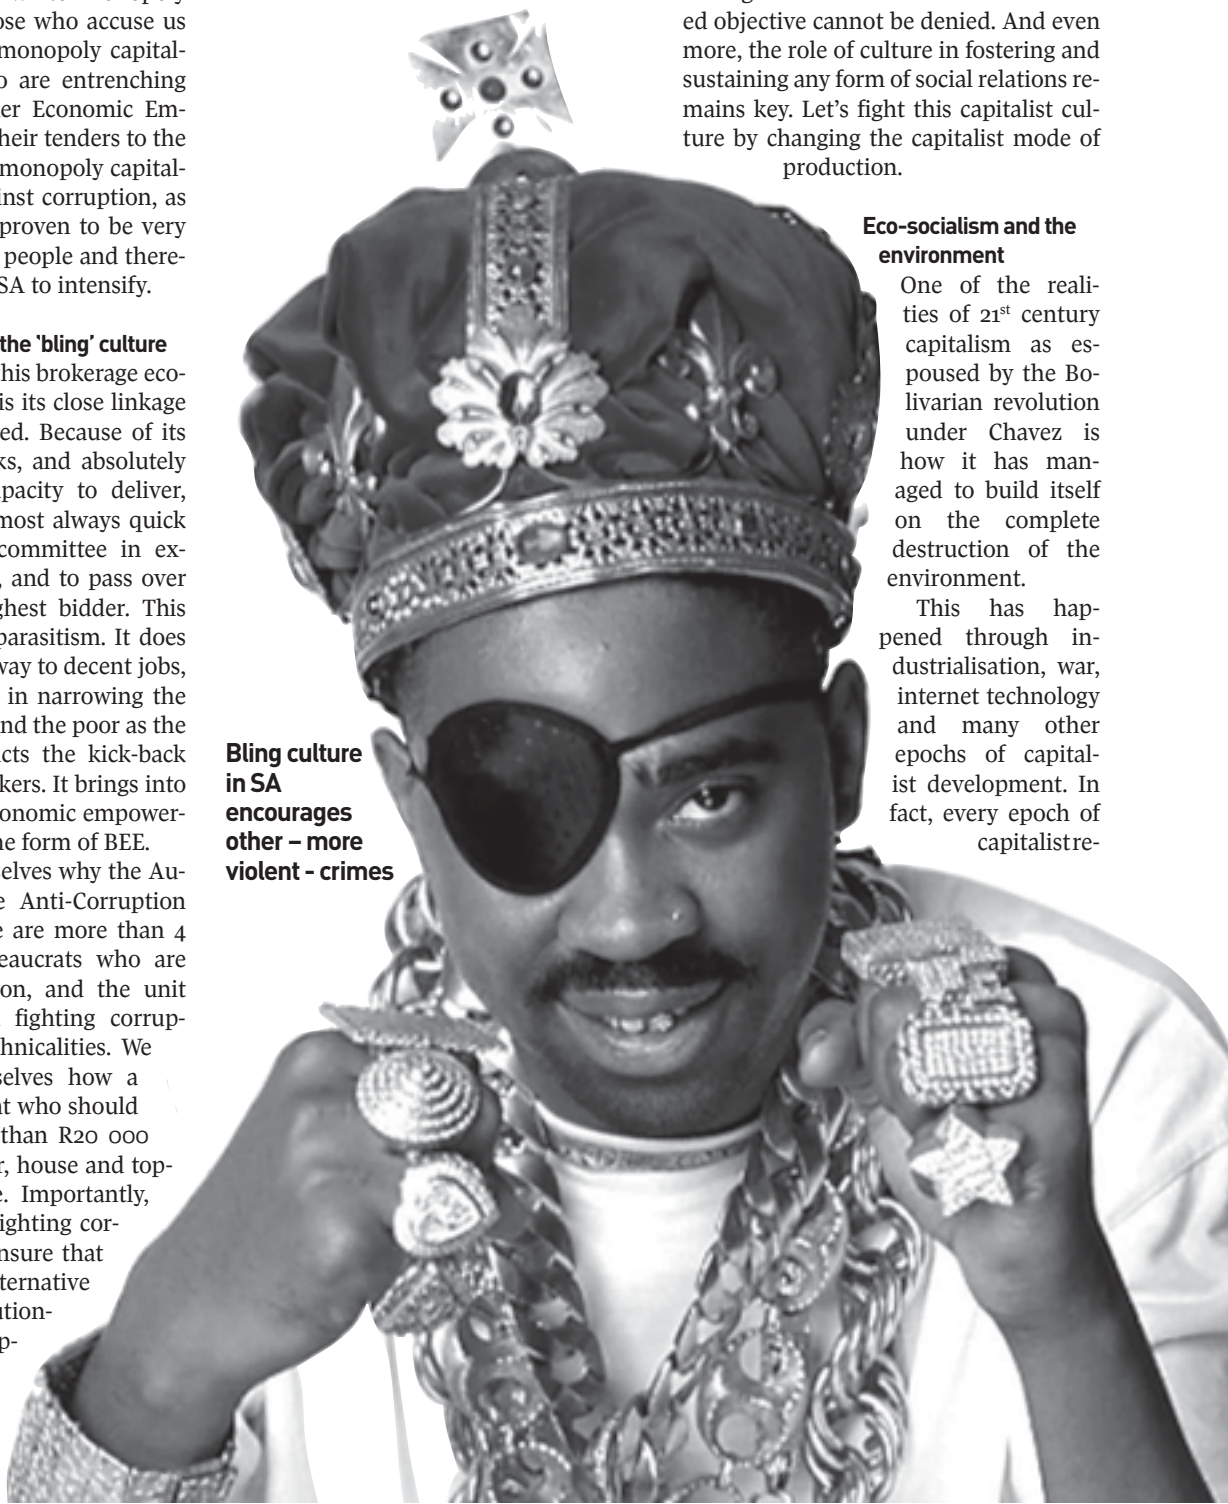 ose who accuse us
monopoly capital-
o are entrenching
er Economic Em-
heir tenders to the
monopoly capital-
inst corruption, as
proven to be very
people and there-
SA to intensify.
the ‘bling’ culture
his brokerage eco-
is its close linkage
ed. Because of its
ks, and absolutely
pacity to deliver,
most always quick
committee in ex-
, and to pass over
ghest bidder. This
parasitism. It does
way to decent jobs,
in narrowing the
nd the poor as the
cts the kick-back
kers. It brings into
onomic empower-
he form of BEE.
selves why the Au-
e Anti-Corruption
e are more than 4
eaucrats who are
on, and the unit
fighting corrup-
hnicalities. We
selves how a
nt who should
than R20 000
r, house and top-
e. Importantly,
ighting cor-
nsure that
ternative
ution-
p-
Bling culture
in SA
encourages
other – more
violent - crimes
ed objective cannot be denied. And even
more, the role of culture in fostering and
sustaining any form of social relations re-
mains key. Let’s fight this capitalist cul-
ture by changing the capitalist mode of
production.
Eco-socialism and the
environment
One of the reali-
ties of 21st century
capitalism as es-
poused by the Bo-
livarian revolution
under Chavez is
how it has man-
aged to build itself
on the complete
destruction of the
environment.
This has hap-
pened through in-
dustrialisation, war,
internet technology
and many other
epochs of capital-
ist development. In
fact, every epoch of
capitalist re-